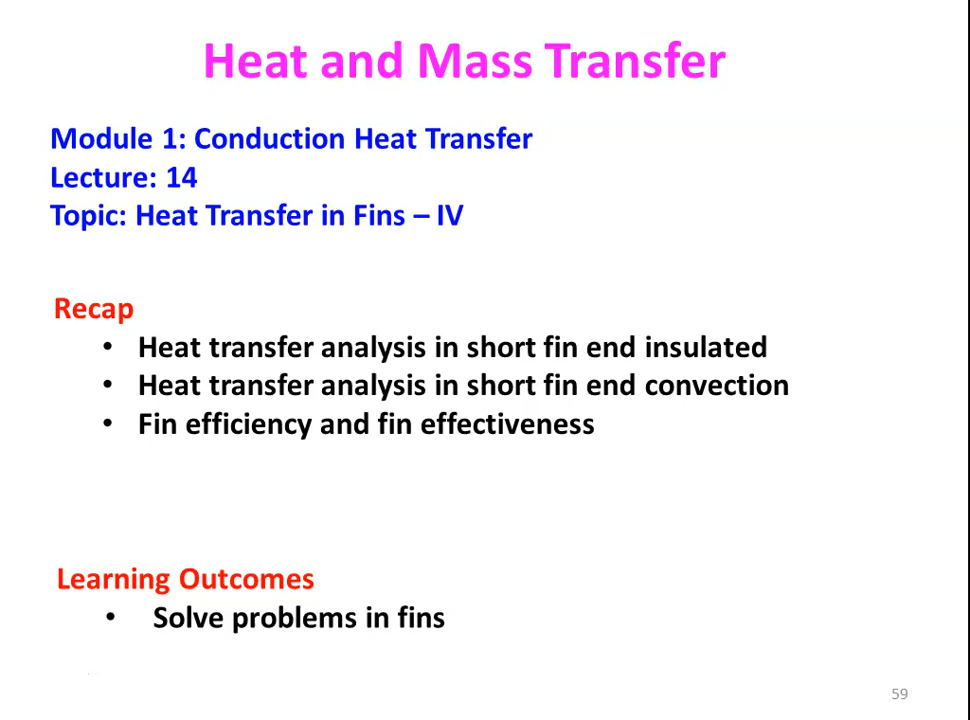 Heat and Mass Transfer
Module 1: Conduction Heat Transfer
Lecture: 14
Topic: Heat Transfer in Fins – IV
Recap
• Heat transfer analysis in short fin end insulated
• Heat transfer analysis in short fin end convection
• Fin efficiency and fin effectiveness
Learning Outcomes
• Solve problems in fins
59